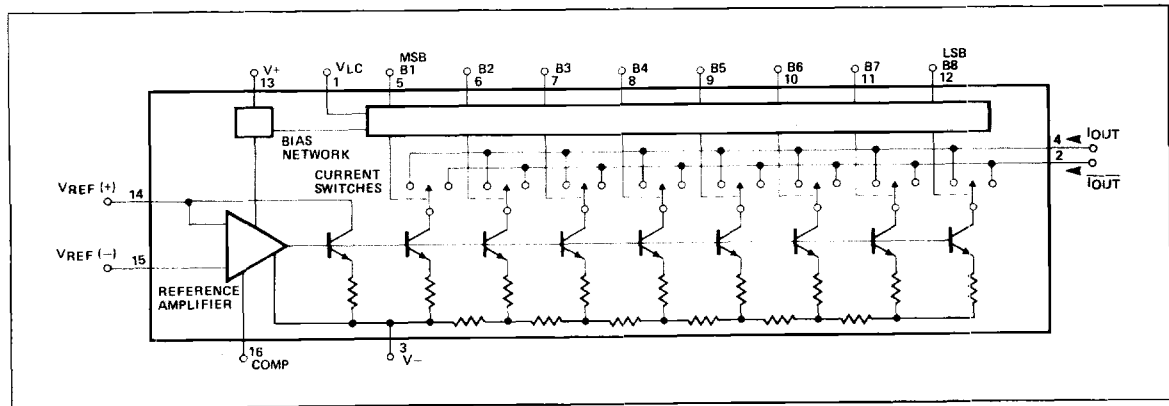 V+
13
VLC
1
MSB
B1
5
B2
6
B3
7
B4
8
B5
9
B6
10
B7
11
LSB
B8
12
BIAS
NETWORK
CURRENT
SWITCHES
4 IOUT
2 IOUT
VREF (+) 14
VREF (−) 15
REFERENCE
AMPLIFIER
16
COMP
3
V−